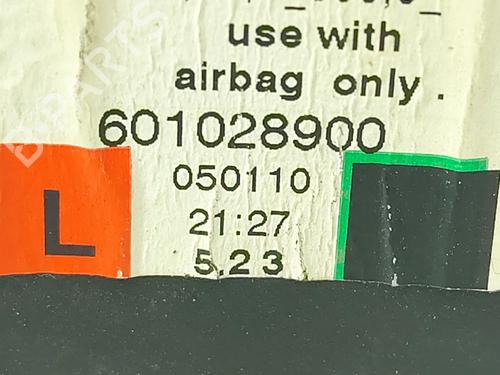 use with
airbag only .
601028900
050110
L
21:27
5.23